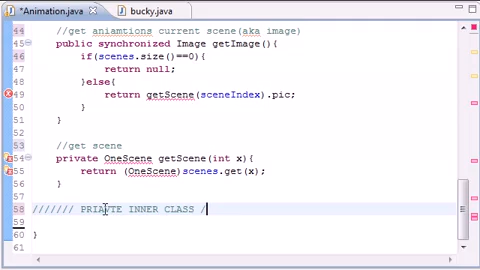 *Animation.java bucky.java
44 //get aniamtions current scene(aka image)
45 public synchronized Image getImage(){
46 if(scenes.size()==0){
47 return null;
48 }else{
49 return getScene(sceneIndex).pic;
50 }
51 }
52
53 //get scene
54 private OneScene getScene(int x){
55 return (OneScene)scenes.get(x);
56 }
57
58 /////// PRIAVTE INNER CLASS /
59
60 }
61